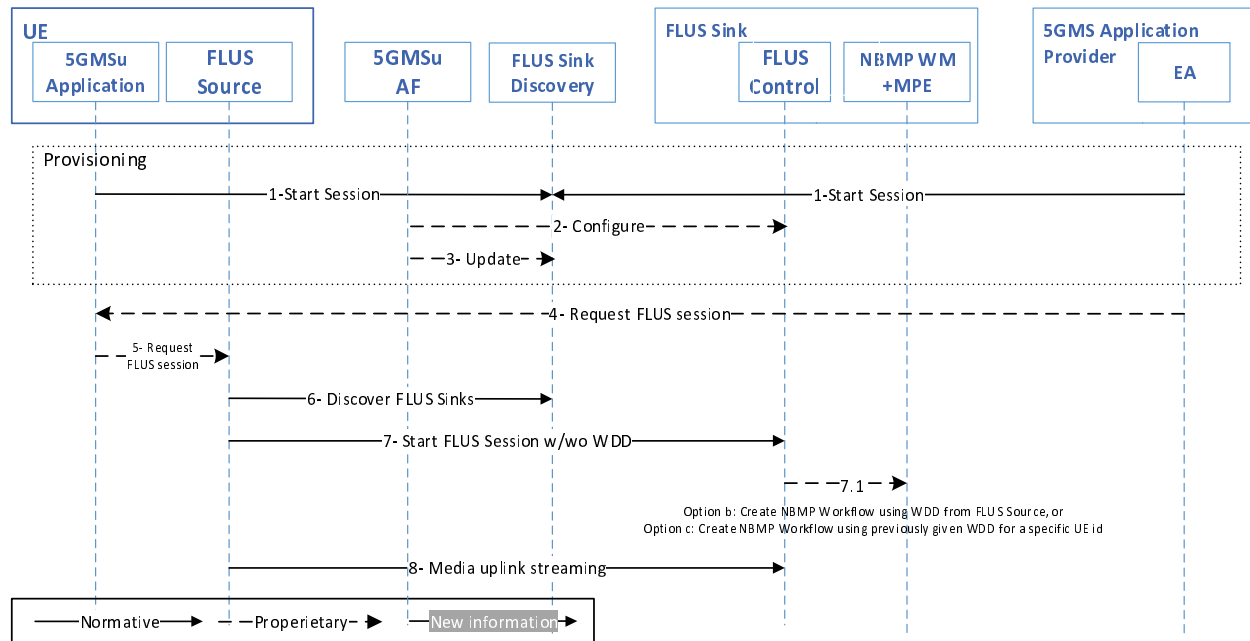 UE
5GMSu
Application
FLUS
Source
5GMSu
AF
FLUS Sink
Discovery
FLUS Sink
FLUS
Control
NBMP WM
+MPE
5GMS Application
Provider
EA
Provisioning
1-Start Session
1-Start Session
2- Configure
3- Update
4- Request FLUS session
5- Request
FLUS session
6- Discover FLUS Sinks
7- Start FLUS Session w/wo WDD
7.1
Option b: Create NBMP Workflow using WDD from FLUS Source, or
Option c: Create NBMP Workflow using previously given WDD for a specific UE id
8- Media uplink streaming
Normative
Properietary
New information